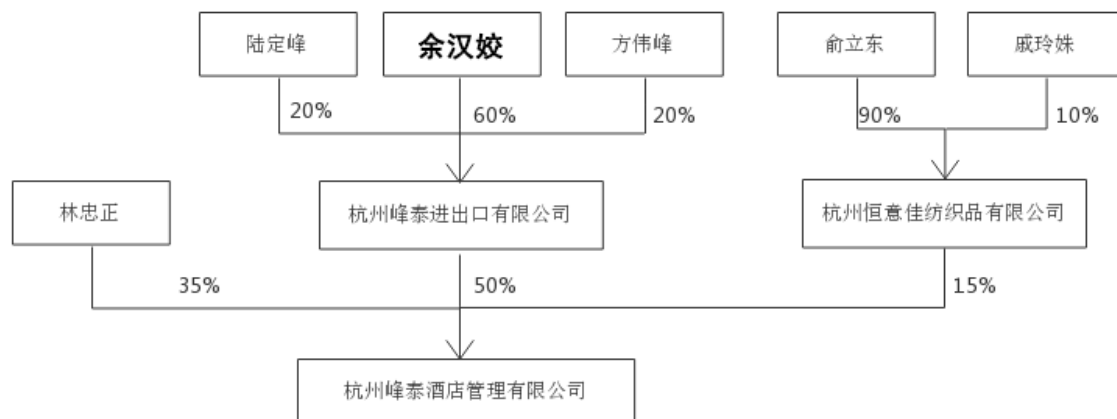 陆定峰
余汉姣
方伟峰
俞立东
戚玲姝
20%
60%
20%
90%
10%
林忠正
杭州峰泰进出口有限公司
杭州恒意佳纺织品有限公司
35%
50%
15%
杭州峰泰酒店管理有限公司